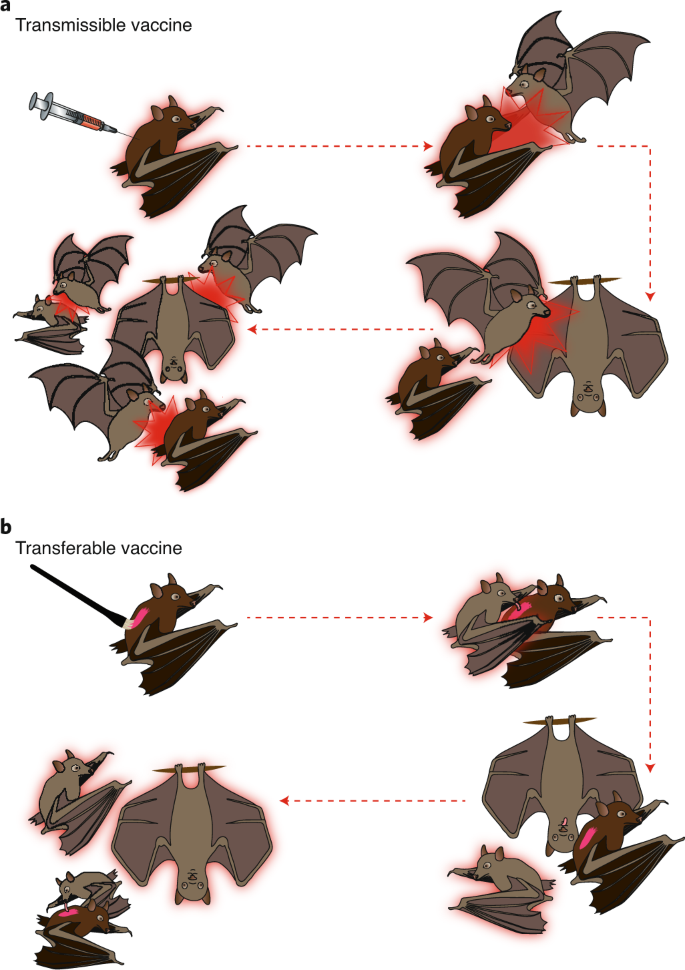 a
Transmissible vaccine
b
Transferable vaccine